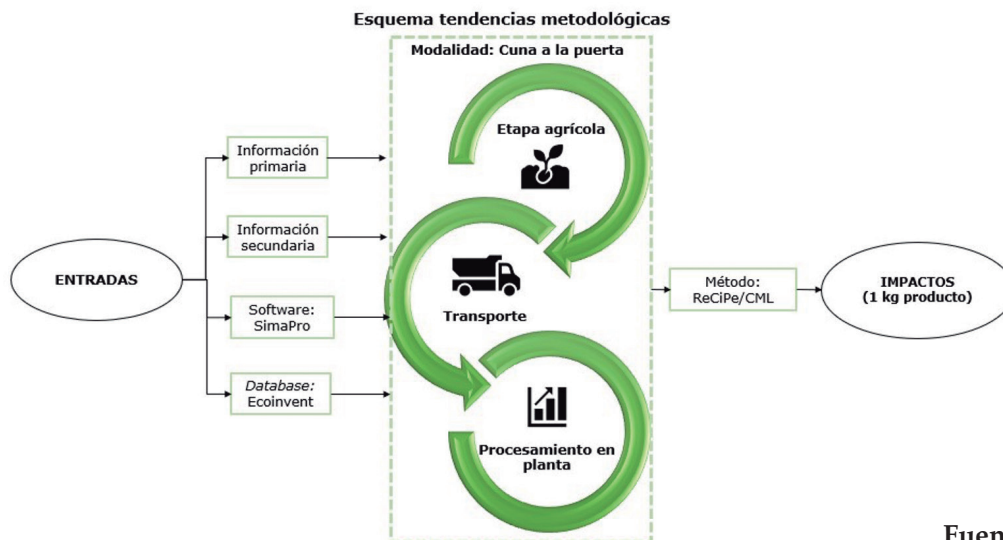 Esquema tendencias metodológicas
Modalidad: Cuna a la puerta
Etapa agrícola
Información
primaria
Información
secundaria
ENTRADAS
Software:
SimaPro
Database:
Ecoinvent
Transporte
Procesamiento en
planta
Método:
ReCiPe/CML
IMPACTOS
(1 kg producto)